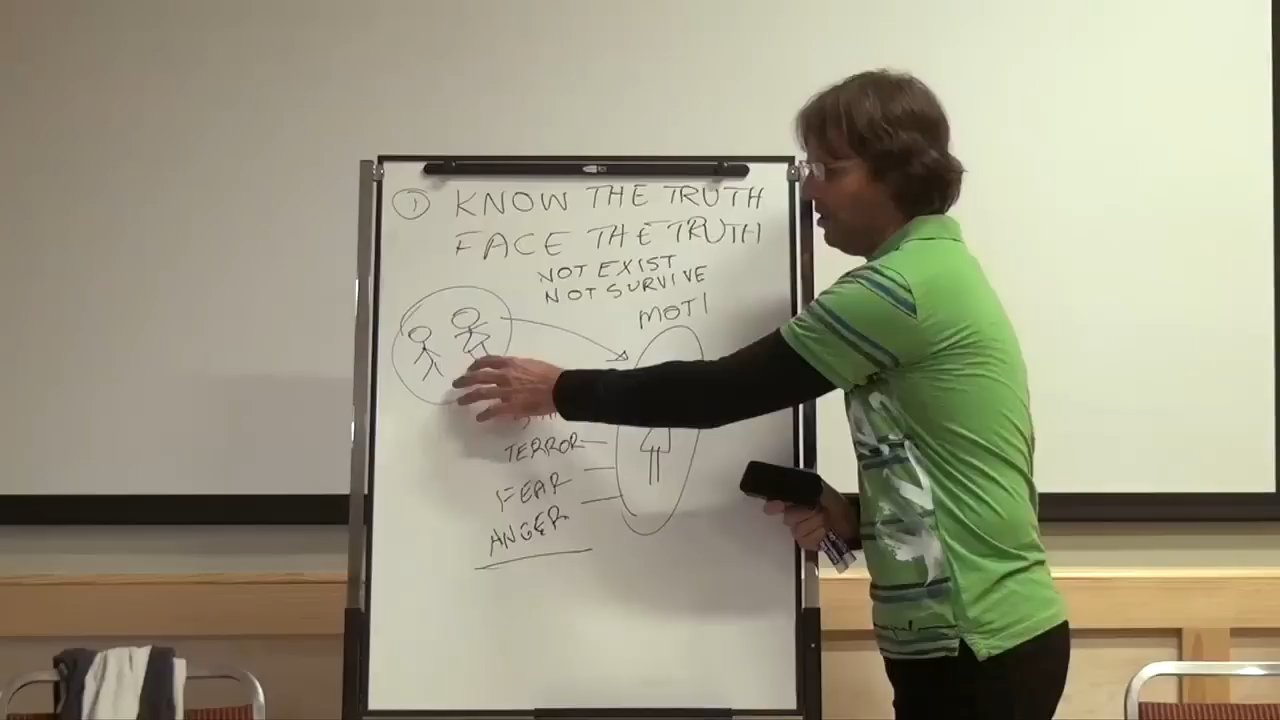 1 KNOW THE TRUTH
FACE THE TRUTH
NOT EXIST
NOT SURVIVE
MOTI
TERROR
FEAR
ANGER